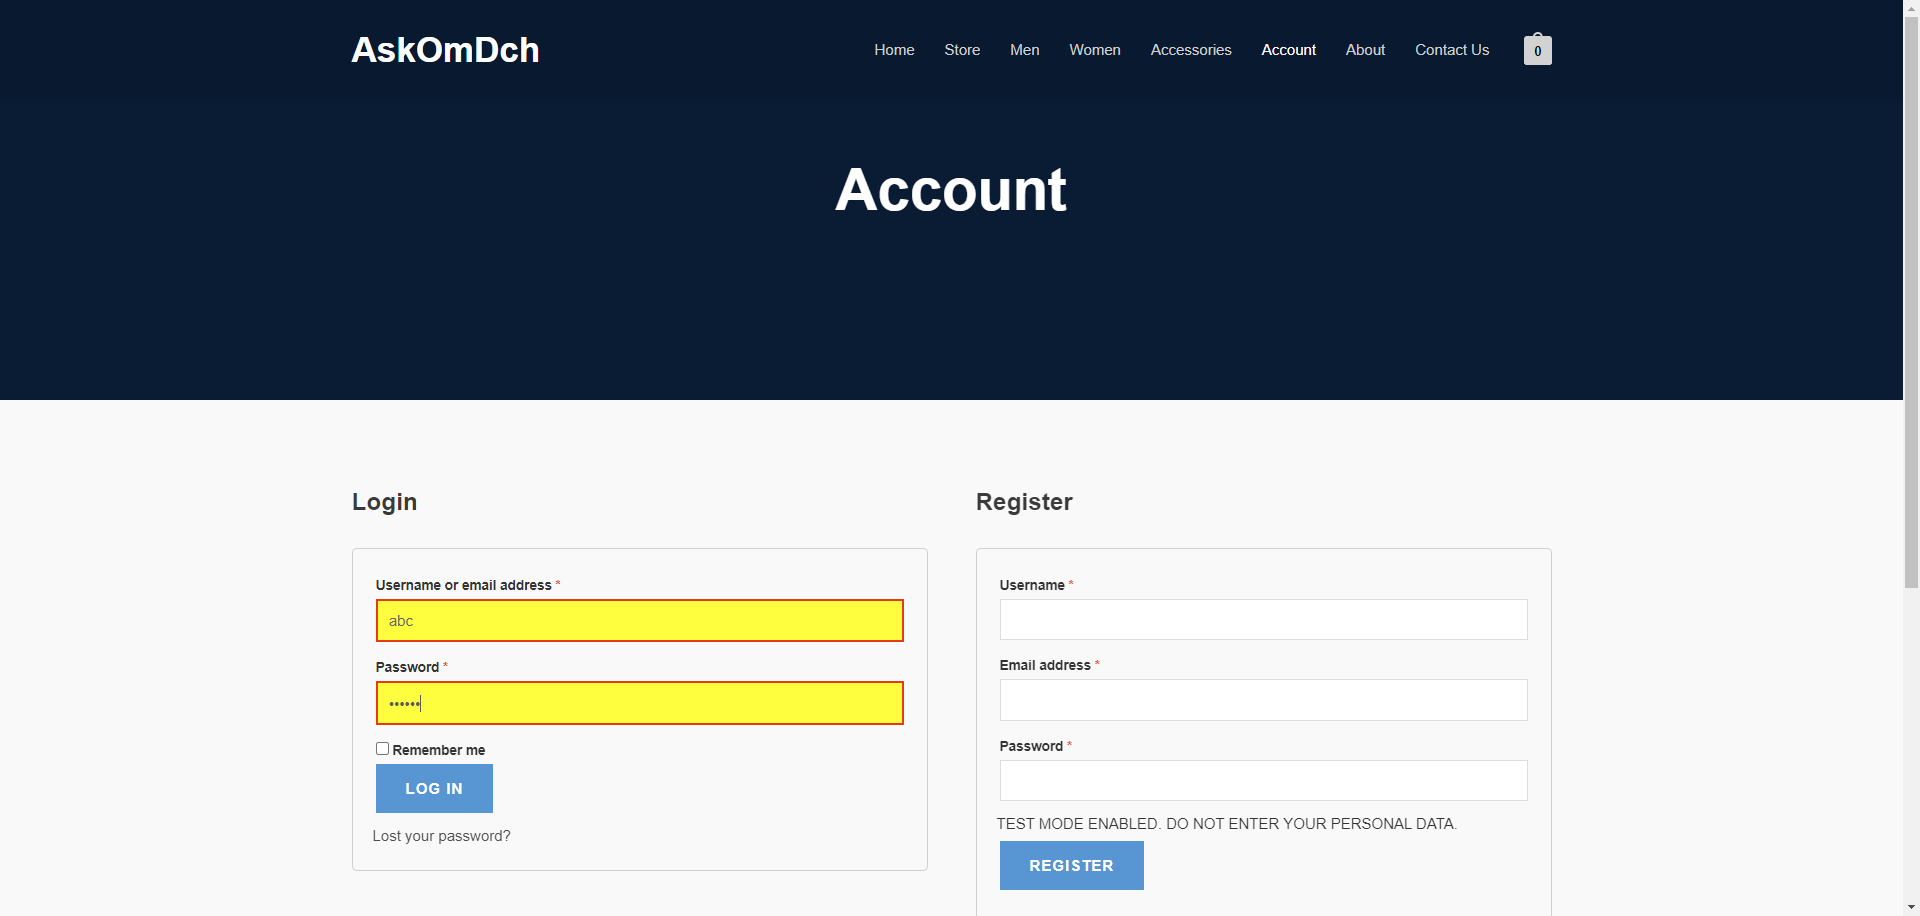 AskOmDch
Home Store Men Women Accessories Account About Contact Us 0
Account
Login
Register
Username or email address *
abc
Password *
••••••
Remember me
LOG IN
Lost your password?
Username *
Email address *
Password *
TEST MODE ENABLED. DO NOT ENTER YOUR PERSONAL DATA.
REGISTER